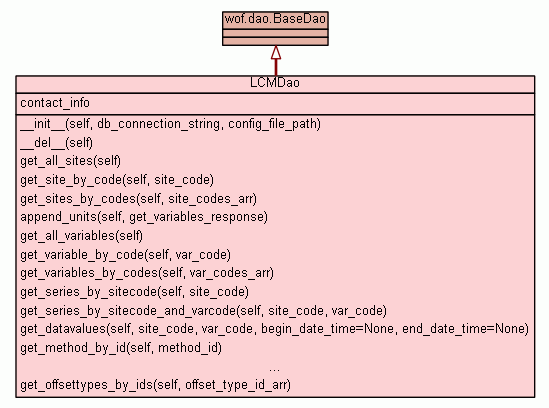 wof.dao.BaseDao
LCMDao
contact_info
__init__(self, db_connection_string, config_file_path)
__del__(self)
get_all_sites(self)
get_site_by_code(self, site_code)
get_sites_by_codes(self, site_codes_arr)
append_units(self, get_variables_response)
get_all_variables(self)
get_variable_by_code(self, var_code)
get_variables_by_codes(self, var_codes_arr)
get_series_by_sitecode(self, site_code)
get_series_by_sitecode_and_varcode(self, site_code, var_code)
get_datavalues(self, site_code, var_code, begin_date_time=None, end_date_time=None)
get_method_by_id(self, method_id)
...
get_offsettypes_by_ids(self, offset_type_id_arr)